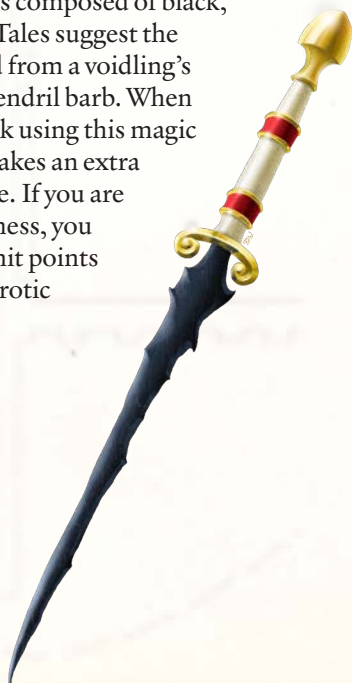 s composed of black,
Tales suggest the
d from a voidling's
endril barb. When
k using this magic
akes an extra
e. If you are
ness, you
hit points
rotic